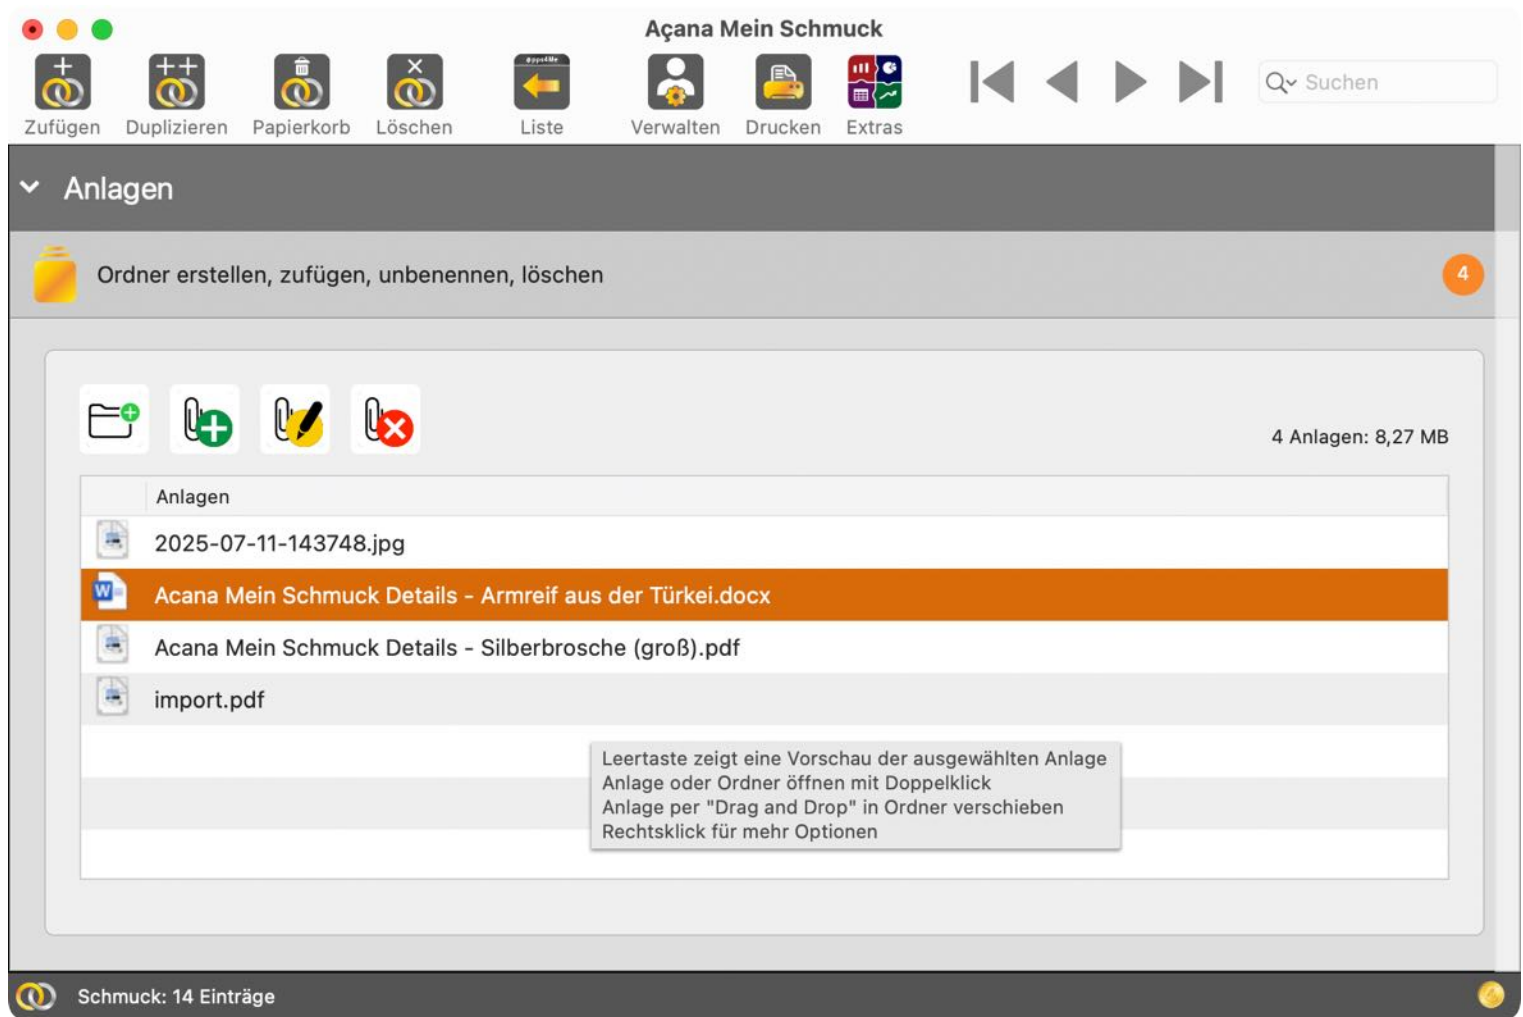 Açana Mein Schmuck
Zufügen Duplizieren Papierkorb Löschen Liste Verwalten Drucken Extras Suchen
Anlagen
Ordner erstellen, zufügen, unbenennen, löschen 4
4 Anlagen: 8,27 MB
Anlagen
2025-07-11-143748.jpg
W Acana Mein Schmuck Details - Armreif aus der Türkei.docx
Acana Mein Schmuck Details - Silberbrosche (groß).pdf
import.pdf
Leertaste zeigt eine Vorschau der ausgewählten Anlage
Anlage oder Ordner öffnen mit Doppelklick
Anlage per "Drag and Drop" in Ordner verschieben
Rechtsklick für mehr Optionen
Schmuck: 14 Einträge